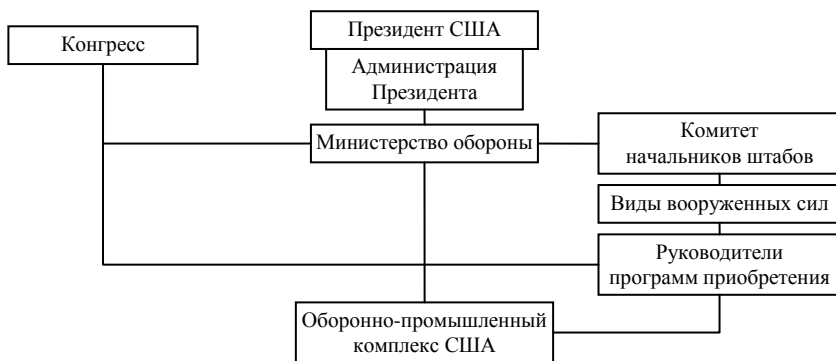 Президент США
Конгресс
Администрация
Президента
Министерство обороны
Комитет
начальников штабов
Виды вооруженных сил
Руководители
программ приобретения
Оборонно-промышленный
комплекс США